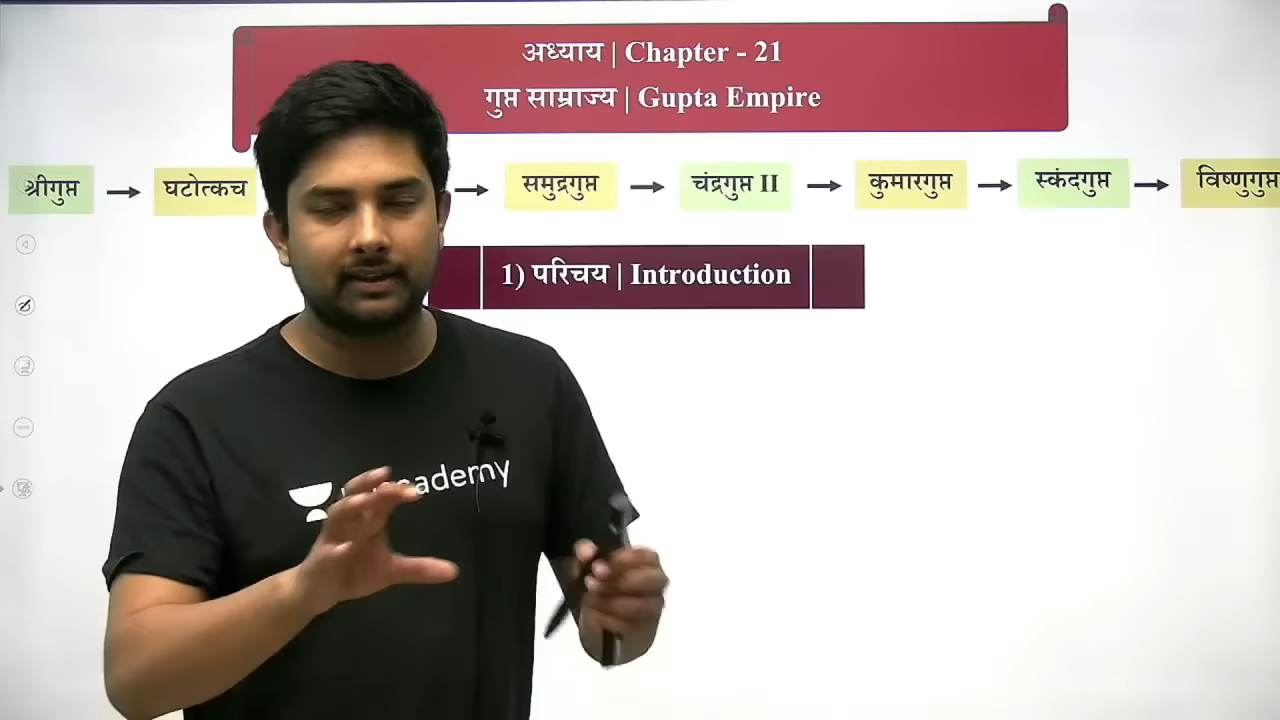 अध्याय | Chapter - 21
गुप्त साम्राज्य | Gupta Empire
श्रीगुप्त घटोत्कच समुद्रगुप्त चंद्रगुप्त II कुमारगुप्त स्कंदगुप्त विष्णुगुप्त
1) परिचय | Introduction